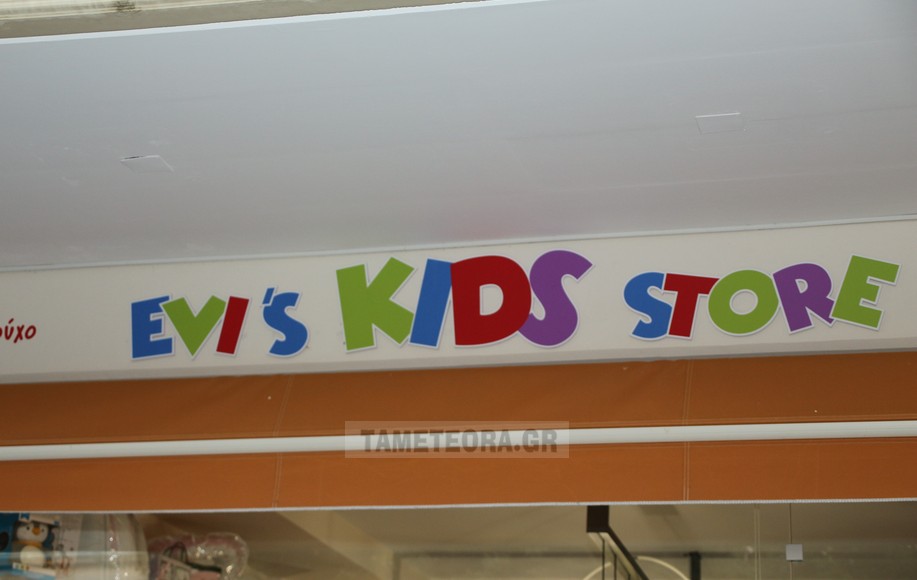 EVI'S KIDS STORE
TAMETEORA.GR